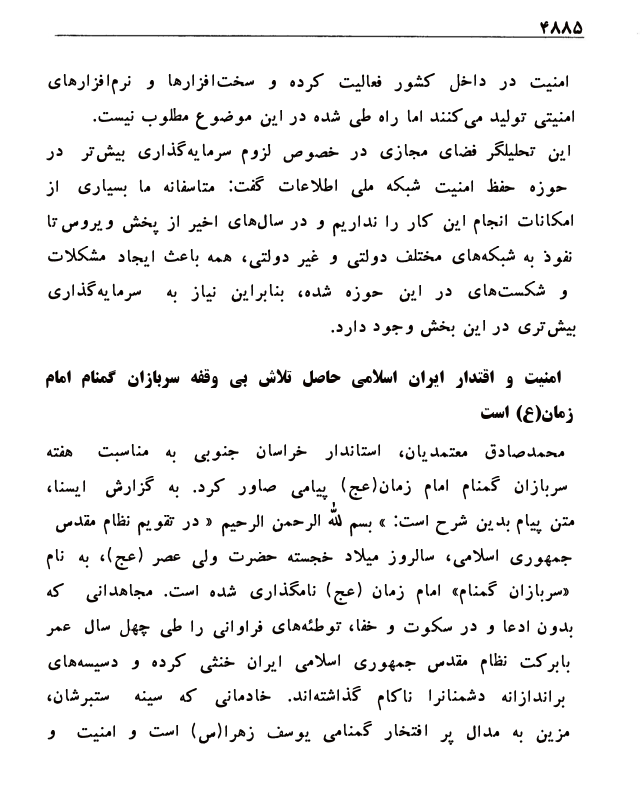 ۴۸۸۵
امنیت در داخل کشور فعالیت کرده و سخت‌افزارها و نرم‌افزارهای
امنیتی تولید می‌کنند اما راه طی شده در این موضوع مطلوب نیست.
این تحلیلگر فضای مجازی در خصوص لزوم سرمایه‌گذاری بیش‌تر در
حوزه حفظ امنیت شبکه ملی اطلاعات گفت: متاسفانه ما بسیاری از
امکانات انجام این کار را نداریم و در سال‌های اخیر از پخش ویروس تا
نفوذ به شبکه‌های مختلف دولتی و غیر دولتی، همه باعث ایجاد مشکلات
و شکست‌های در این حوزه شده، بنابراین نیاز به سرمایه‌گذاری
بیش‌تری در این بخش وجود دارد.
امنیت و اقتدار ایران اسلامی حاصل تلاش بی وقفه سربازان گمنام امام
زمان(ع) است
محمدصادق معتمدیان، استاندار خراسان جنوبی به مناسبت هفته
سربازان گمنام امام زمان(عج) پیامی صاور کرد. به گزارش ایسنا،
متن پیام بدین شرح است: » بسم لله الرحمن الرحیم « در تقویم نظام مقدس
جمهوری اسلامی، سالروز میلاد خجسته حضرت ولی عصر (عج)، به نام
«سربازان گمنام» امام زمان (عج) نامگذاری شده است. مجاهدانی که
بدون ادعا و در سکوت و خفا، توطئه‌های فراوانی را طی چهل سال عمر
بابرکت نظام مقدس جمهوری اسلامی ایران خنثی کرده و دسیسه‌های
براندازانه دشمنانرا ناکام گذاشته‌اند. خادمانی که سینه ستبرشان،
مزین به مدال پر افتخار گمنامی یوسف زهرا(س) است و امنیت و